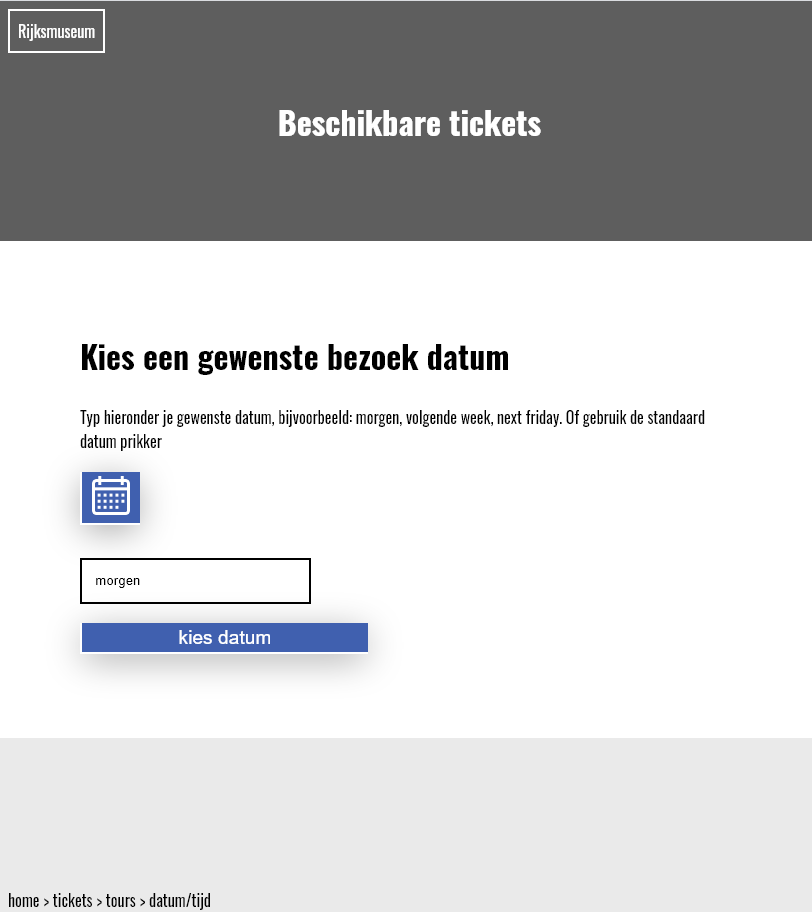 Rijksmuseum
Beschikbare tickets
Kies een gewenste bezoek datum
Typ hieronder je gewenste datum, bijvoorbeeld: morgen, volgende week, next friday. Of gebruik de standaard
datum prikker
morgen
kies datum
home > tickets > tours > datum/tijd